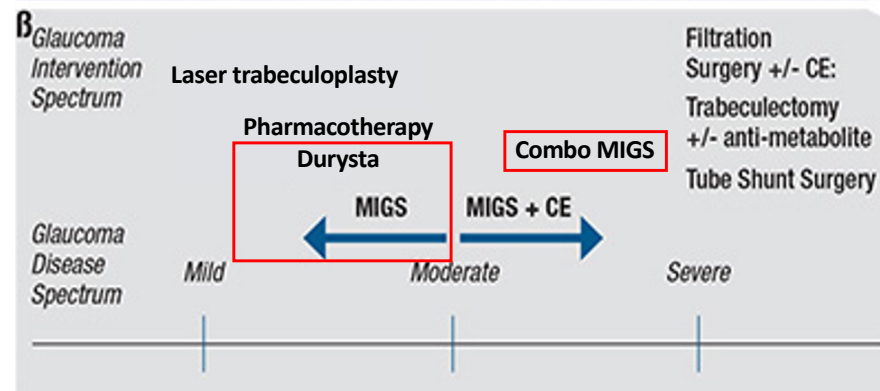 ß
Glaucoma
Intervention
Spectrum
Laser trabeculoplasty
Pharmacotherapy
Durysta
Combo MIGS
Filtration
Surgery +/- CE:
Trabeculectomy
+/- anti-metabolite
Tube Shunt Surgery
MIGS
MIGS + CE
Glaucoma
Disease
Spectrum
Mild
Moderate
Severe